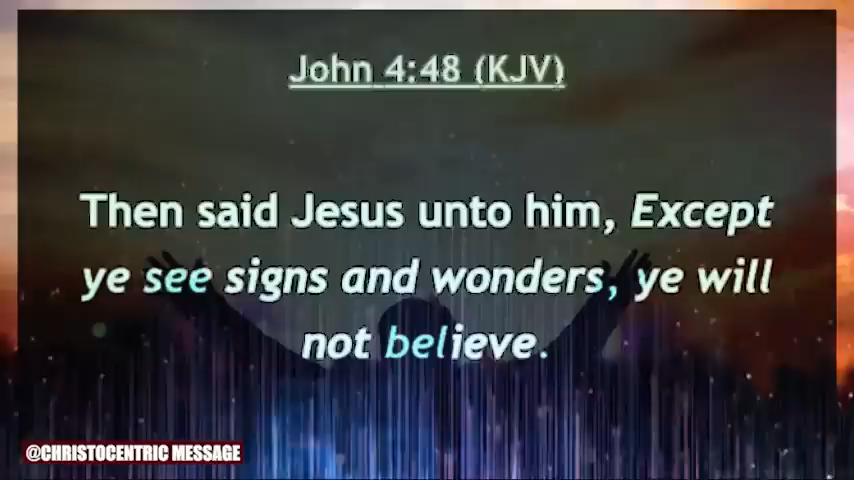 John 4:48 (KJV)
Then said Jesus unto him, Except
ye see signs and wonders, ye will
not believe.
@CHRISTOCENTRIC MESSAGE